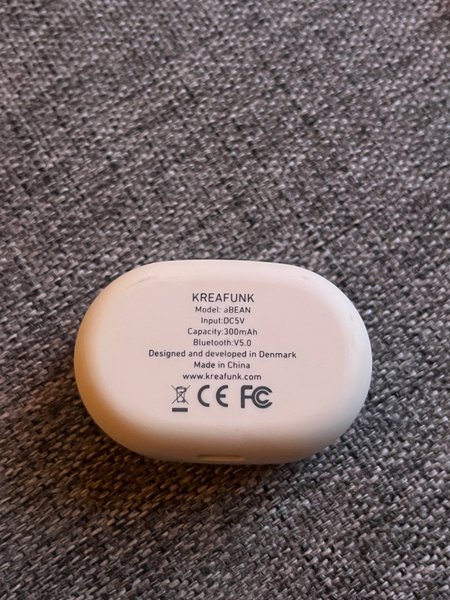 KREAFUNK
Model: aBEAN
Input:DC5V
Capacity:300mAh
Bluetooth:V5.0
Designed and developed in Denmark
Made in China
www.kreafunk.com
CE FC